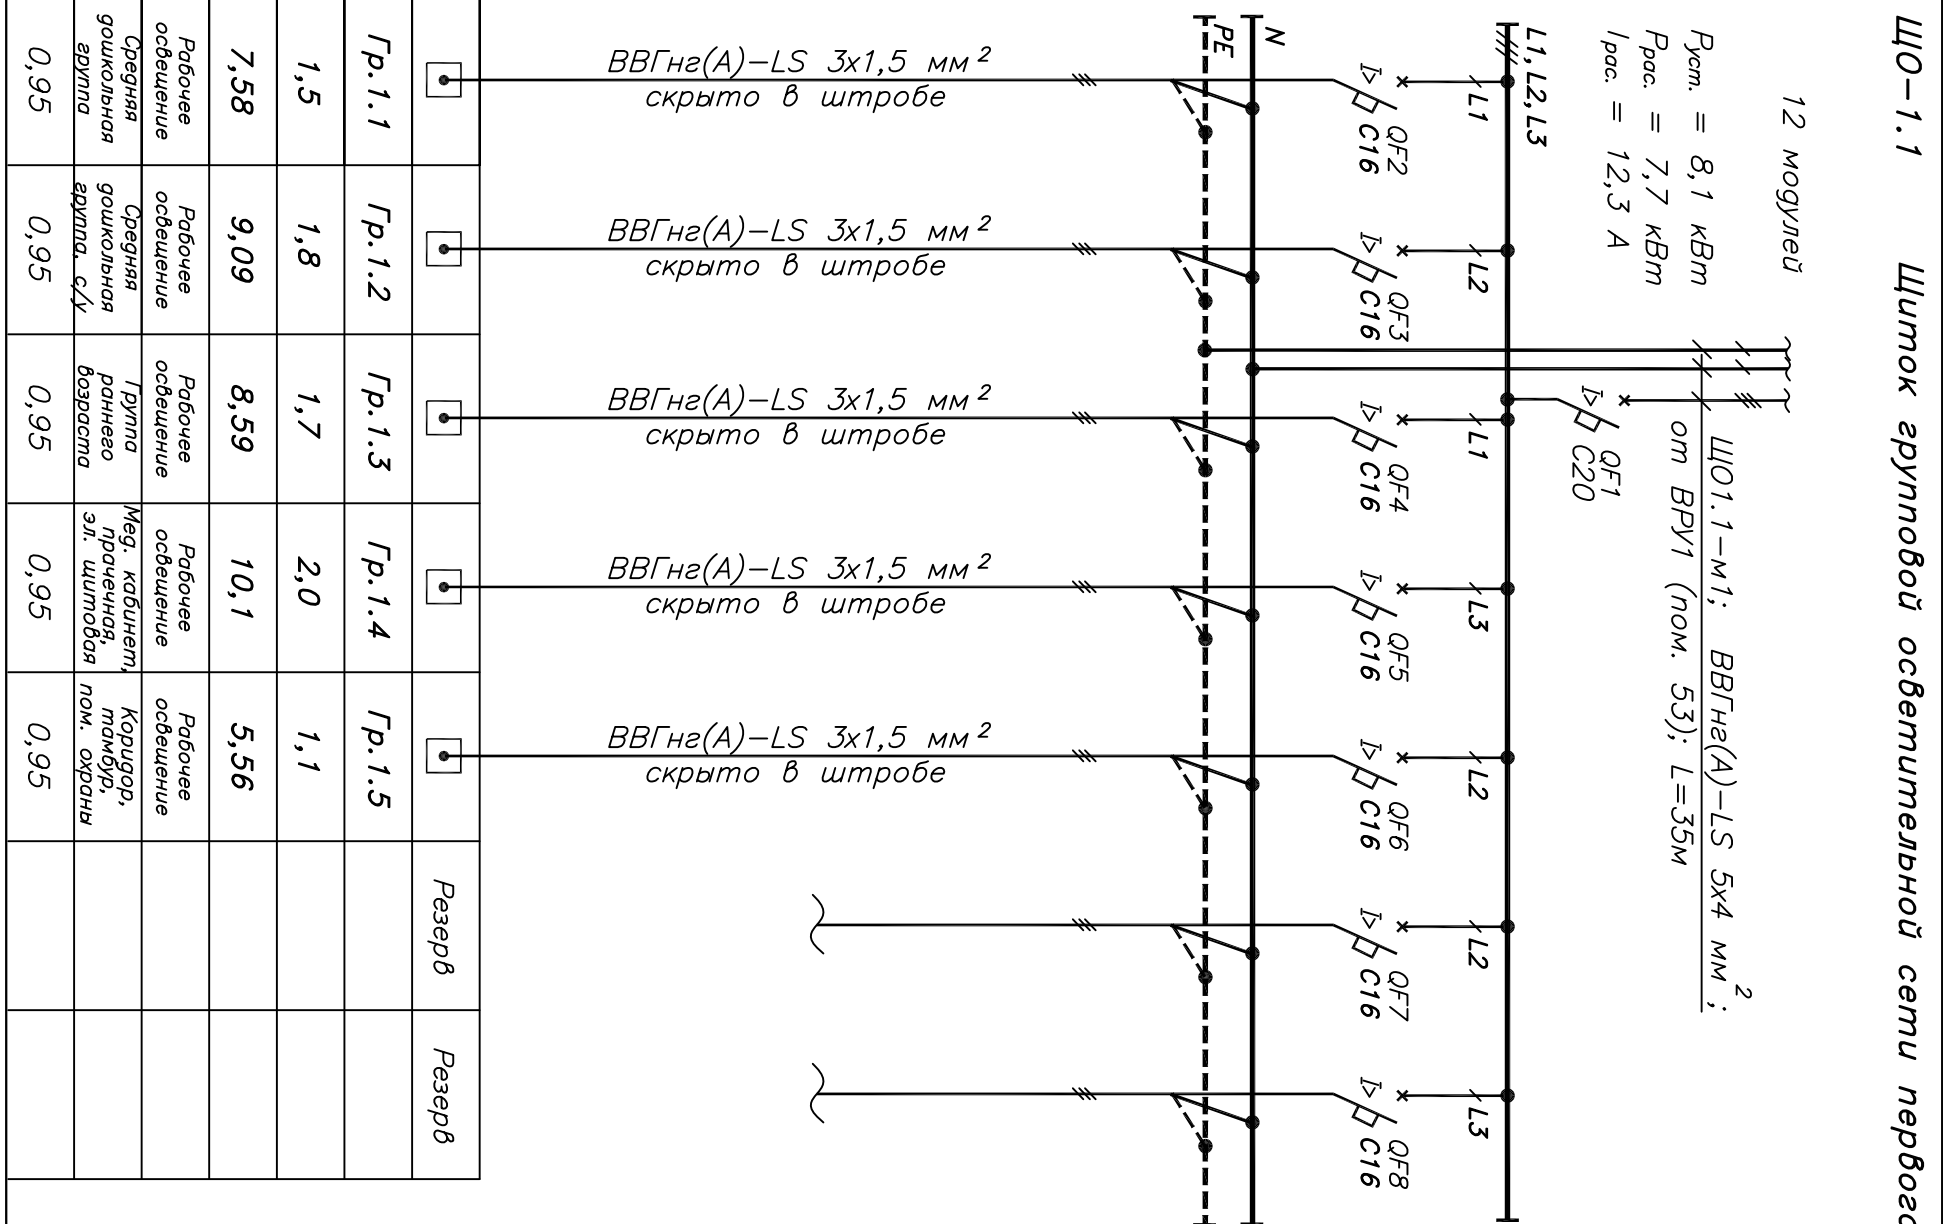 ЩО-1.1 Щиток групповой осветительной сети первого
12 модулей
Руст. = 8,1 кВт
Ррас. = 7,7 кВт
Iрас. = 12,3 А
ЩО1.1-м1; ВВГнг(А)-LS 5х4 мм²;
от ВРУ1 (пом. 53); L=35м
QF1
C20
L1,L2,L3
L1
L2
L1
L3
L2
L2
L3
QF2
C16
QF3
C16
QF4
C16
QF5
C16
QF6
C16
QF7
C16
QF8
C16
N
PE
ВВГнг(А)-LS 3х1,5 мм²
скрыто в штробе
ВВГнг(А)-LS 3х1,5 мм²
скрыто в штробе
ВВГнг(А)-LS 3х1,5 мм²
скрыто в штробе
ВВГнг(А)-LS 3х1,5 мм²
скрыто в штробе
ВВГнг(А)-LS 3х1,5 мм²
скрыто в штробе
Резерв
Резерв
Гр.1.1
Гр.1.2
Гр.1.3
Гр.1.4
Гр.1.5
1,5
1,8
1,7
2,0
1,1
7,58
9,09
8,59
10,1
5,56
Рабочее
освещение
Рабочее
освещение
Рабочее
освещение
Рабочее
освещение
Рабочее
освещение
Средняя
дошкольная
группа
Средняя
дошкольная
группа, с/у
Группа
раннего
возраста
Мед. кабинет,
прачечная,
эл. щитовая
Коридор,
тамбур,
пом. охраны
0,95
0,95
0,95
0,95
0,95